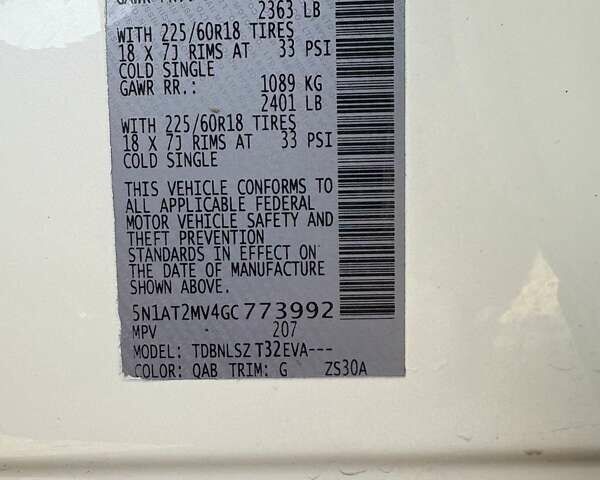 2363 LB
WITH 225/60R18 TIRES
18 X 7J RIMS AT 33 PSI
COLD SINGLE
GAWR RR.: 1089 KG
2401 LB
WITH 225/60R18 TIRES
18 X 7J RIMS AT 33 PSI
COLD SINGLE
THIS VEHICLE CONFORMS TO
ALL APPLICABLE FEDERAL
MOTOR VEHICLE SAFETY AND
THEFT PREVENTION
STANDARDS IN EFFECT ON
THE DATE OF MANUFACTURE
SHOWN ABOVE.
5N1AT2MV4GC773992
MPV 207
MODEL: TDBNLSZ T32EVA---
COLOR: QAB TRIM: G ZS30A